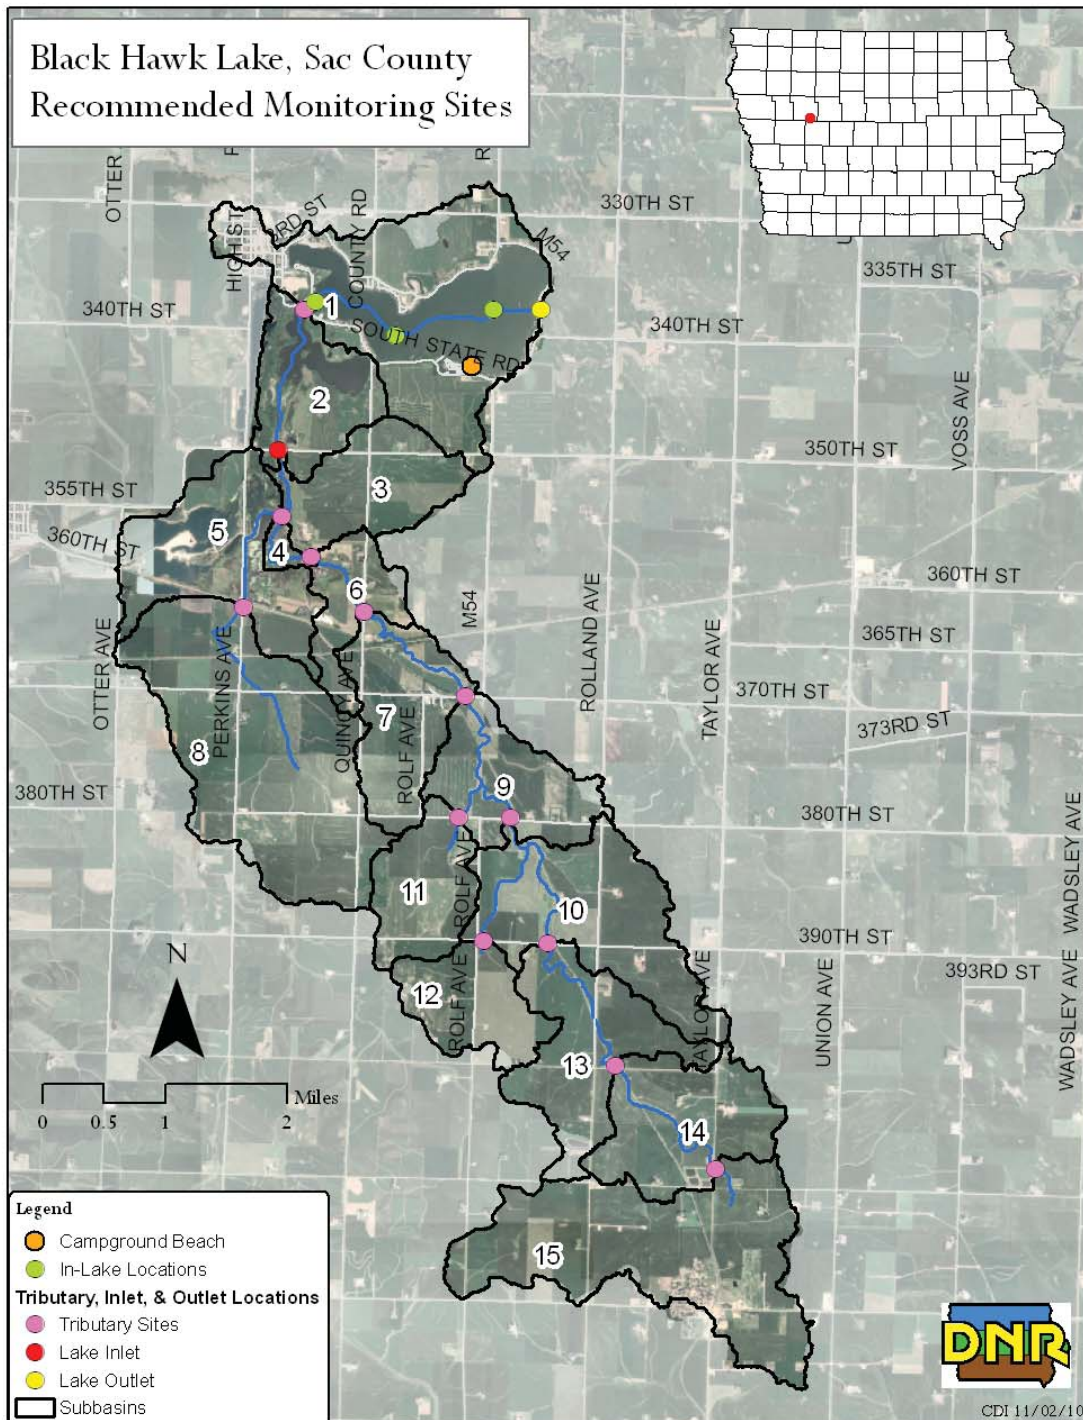 Black Hawk Lake, Sac County
Recommended Monitoring Sites
OTTER
330TH ST
3RD ST
HIGH ST
COUNTY RD
M54
335TH ST
340TH ST
1
SOUTH STATE RD
340TH ST
2
VOSS AVE
350TH ST
3
355TH ST
5
360TH ST
4
6
360TH ST
M54
ROLLAND AVE
365TH ST
OTTER AVE
PERKINS AVE
QUINCY AVE
TAYLOR AVE
370TH ST
7
ROLF AVE
373RD ST
8
9
380TH ST
380TH ST
WADSLEY AVE
11
ROLF AVE
10
390TH ST
N
12
ROLF AVE
TAYLOR AVE
UNION AVE
393RD ST
WADSLEY AVE
13
Miles
0 0.5 1 2
14
15
Legend
Campground Beach
In-Lake Locations
Tributary, Inlet, & Outlet Locations
Tributary Sites
Lake Inlet
Lake Outlet
Subbasins
DNR
CDI 11/02/10